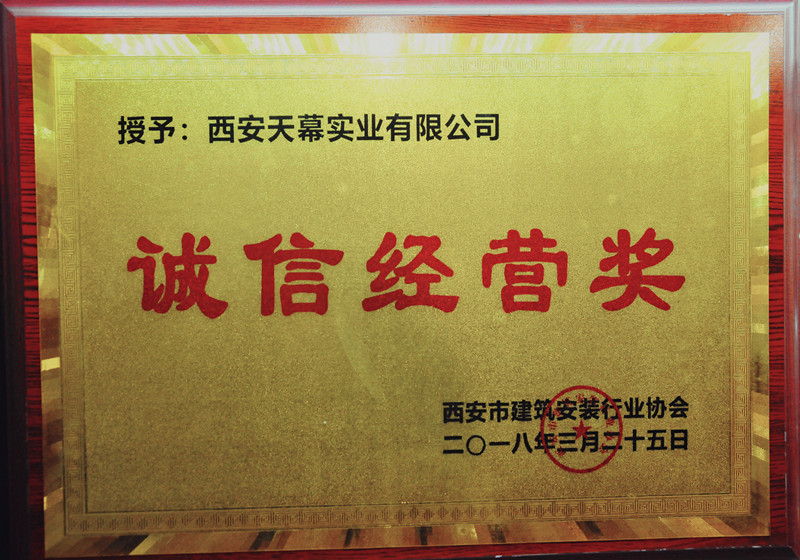 授予：西安天幕实业有限公司
诚信经营奖
西安市建筑安装行业协会
二〇一八年三月二十五日